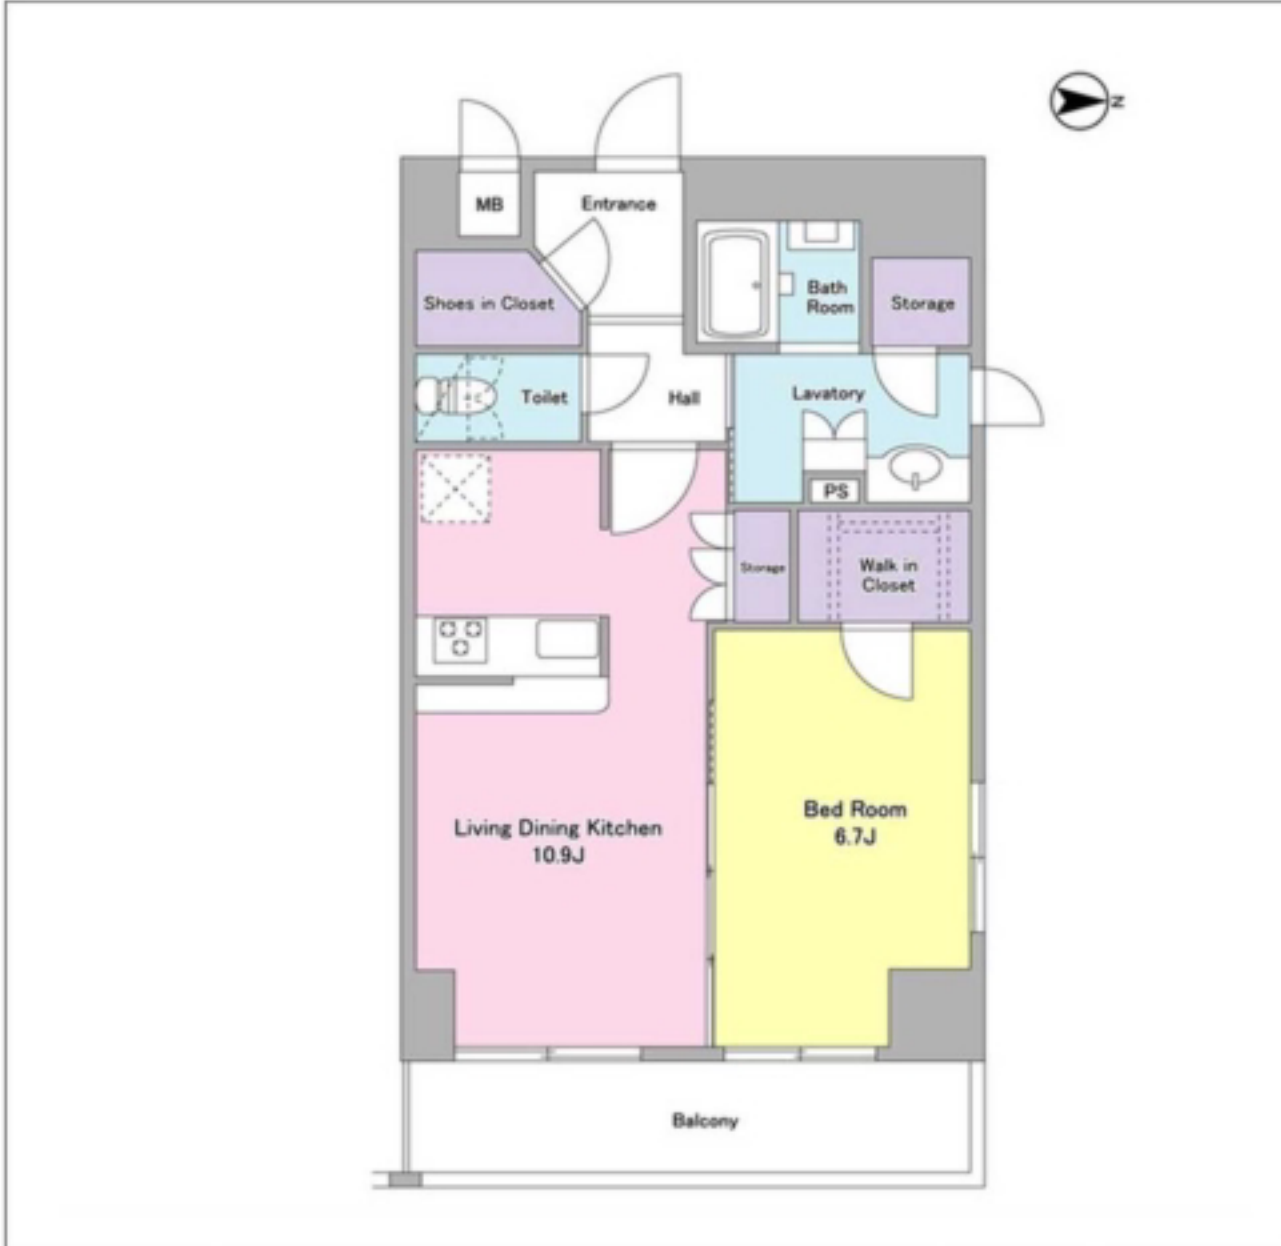 N
MB
Entrance
Shoes in Closet
Bath
Room
Storage
Toilet
Hall
Lavatory
PS
Storage
Walk in
Closet
Living Dining Kitchen
10.9J
Bed Room
6.7J
Balcony